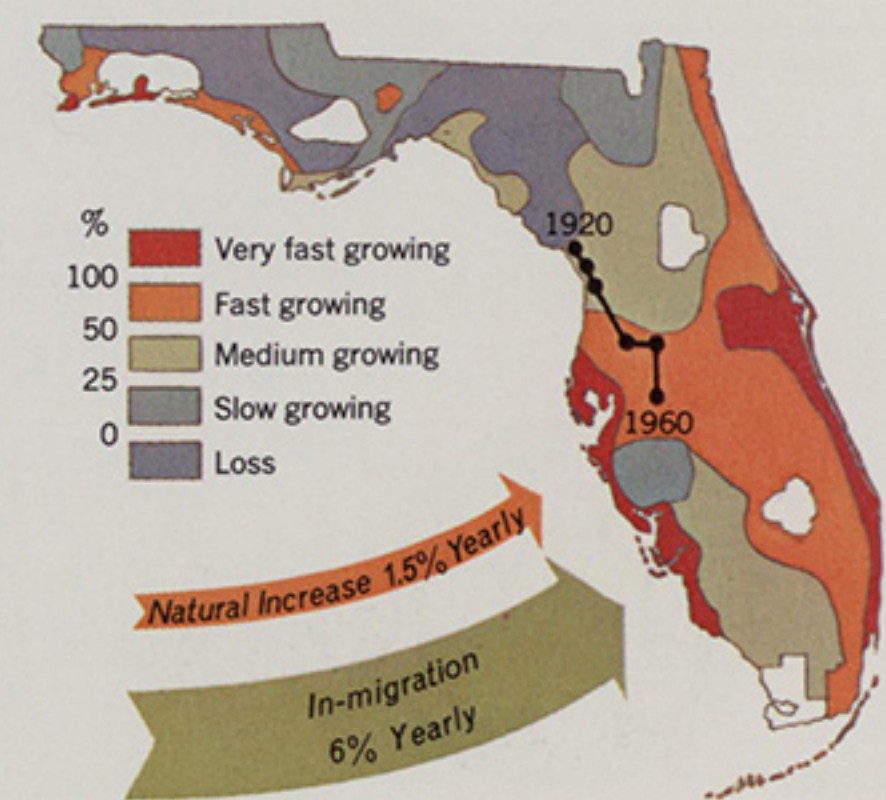 1920
%
Very fast growing
100
Fast growing
50
Medium growing
25
Slow growing
0
Loss
1960
Natural Increase 1.5% Yearly
In-migration
6% Yearly